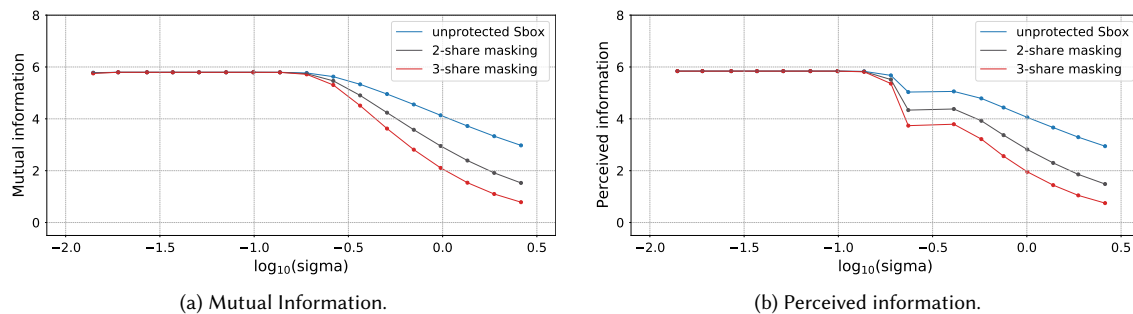 8
6
4
2
0
Mutual information
unprotected Sbox
2-share masking
3-share masking
−2.0 −1.5 −1.0 −0.5 0.0 0.5
log₁₀(sigma)
(a) Mutual Information.
8
6
4
2
0
Perceived information
unprotected Sbox
2-share masking
3-share masking
−2.0 −1.5 −1.0 −0.5 0.0 0.5
log₁₀(sigma)
(b) Perceived information.